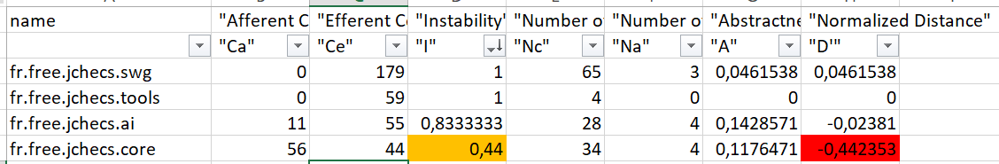 name "Afferent C "Efferent Co "Instability" "Number of "Number of "Abstractne "Normalized Distance"
"Ca" "Ce" "I" "Nc" "Na" "A" "D'"
fr.free.jchecs.swg 0 179 1 65 3 0,0461538 0,0461538
fr.free.jchecs.tools 0 59 1 4 0 0 0
fr.free.jchecs.ai 11 55 0,8333333 28 4 0,1428571 -0,02381
fr.free.jchecs.core 56 44 0,44 34 4 0,1176471 -0,442353